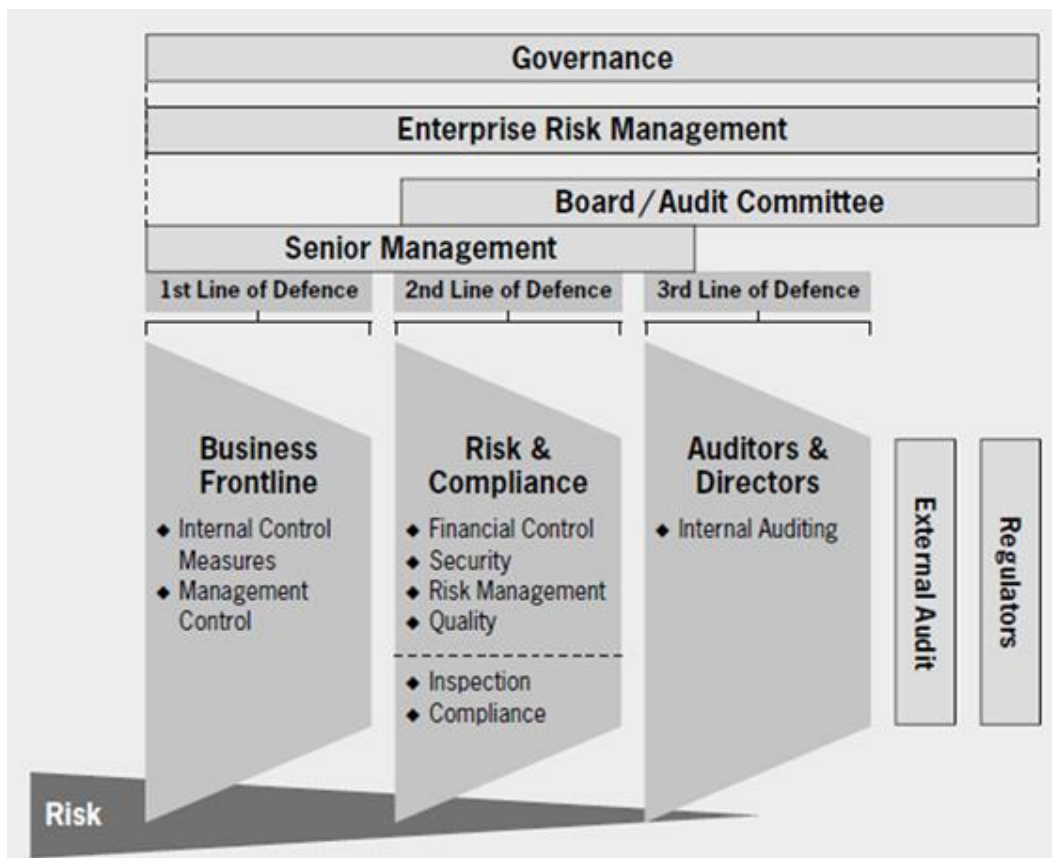 Governance
Enterprise Risk Management
Board / Audit Committee
Senior Management
1st Line of Defence
2nd Line of Defence
3rd Line of Defence
Business
Frontline
◆ Internal Control
Measures
◆ Management
Control
Risk &
Compliance
◆ Financial Control
◆ Security
◆ Risk Management
◆ Quality
◆ Inspection
◆ Compliance
Auditors &
Directors
◆ Internal Auditing
External Audit
Regulators
Risk